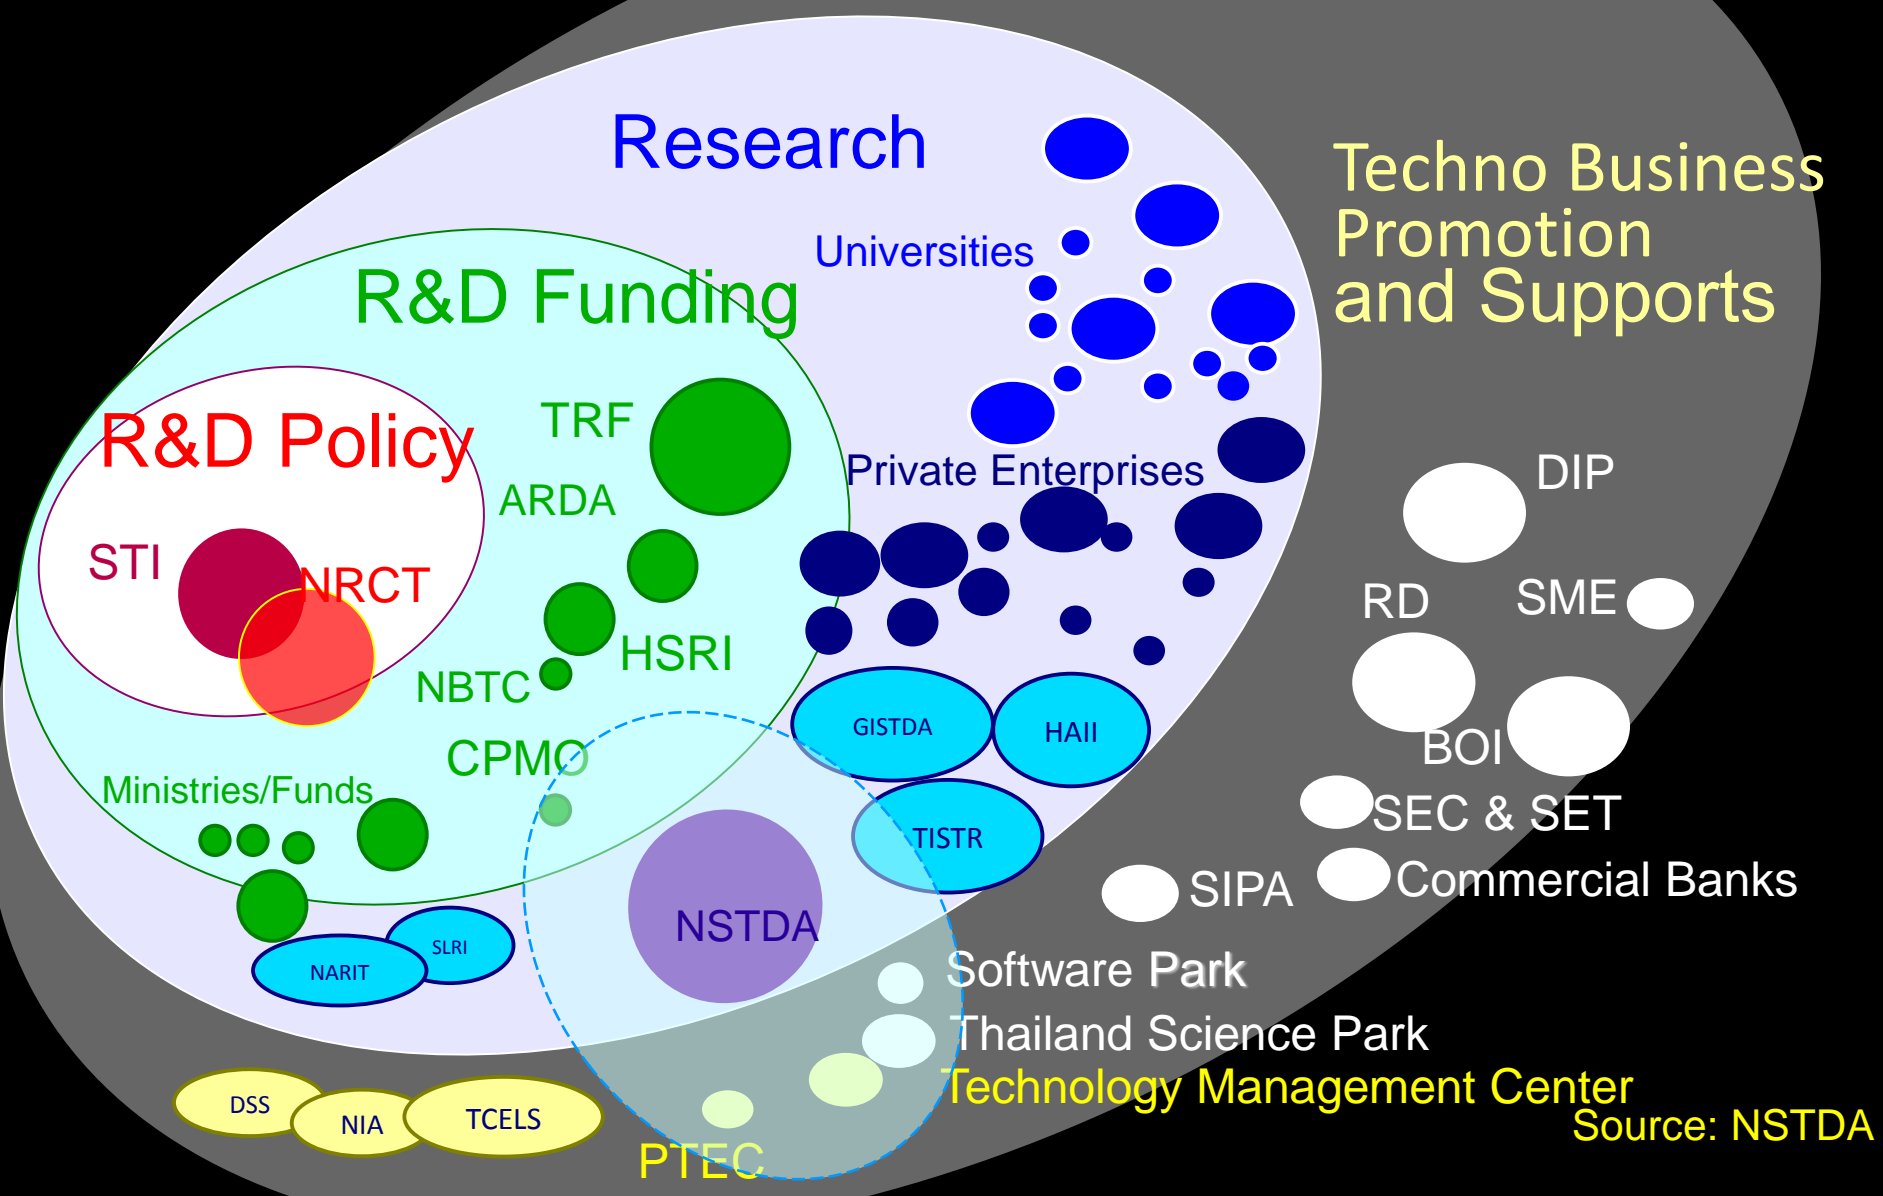 Research
Techno Business
Promotion
and Supports
Universities
R&D Funding
R&D Policy
TRF
ARDA
Private Enterprises
DIP
STI
NRCT
RD
SME
HSRI
NBTC
GISTDA
HAII
BOI
CPMO
Ministries/Funds
SEC & SET
TISTR
Commercial Banks
SIPA
NSTDA
SLRI
NARIT
Software Park
Thailand Science Park
Technology Management Center
DSS
NIA
TCELS
Source: NSTDA
PTEC